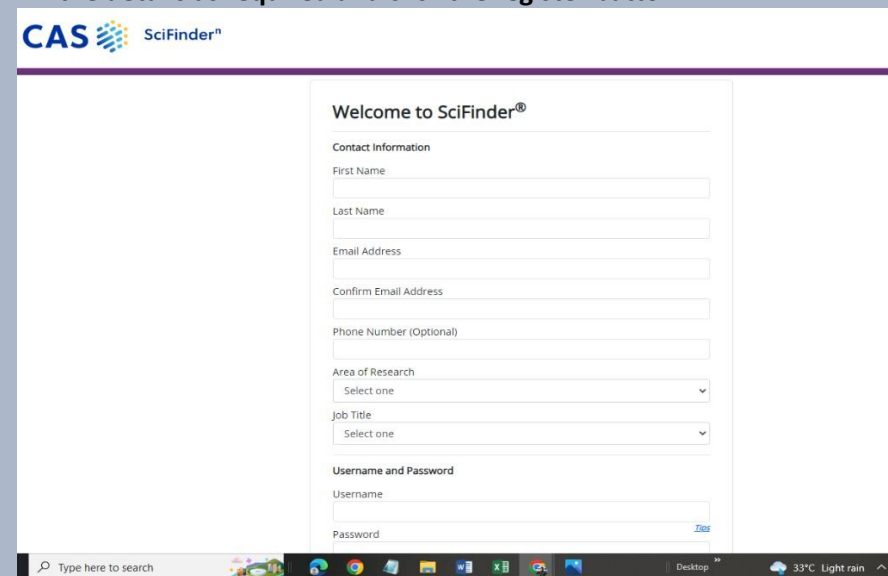 CAS SciFinderⁿ
Welcome to SciFinder®
Contact Information
First Name
Last Name
Email Address
Confirm Email Address
Phone Number (Optional)
Area of Research
Select one
Job Title
Select one
Username and Password
Username
Tips
Password
Type here to search
Desktop
33°C Light rain